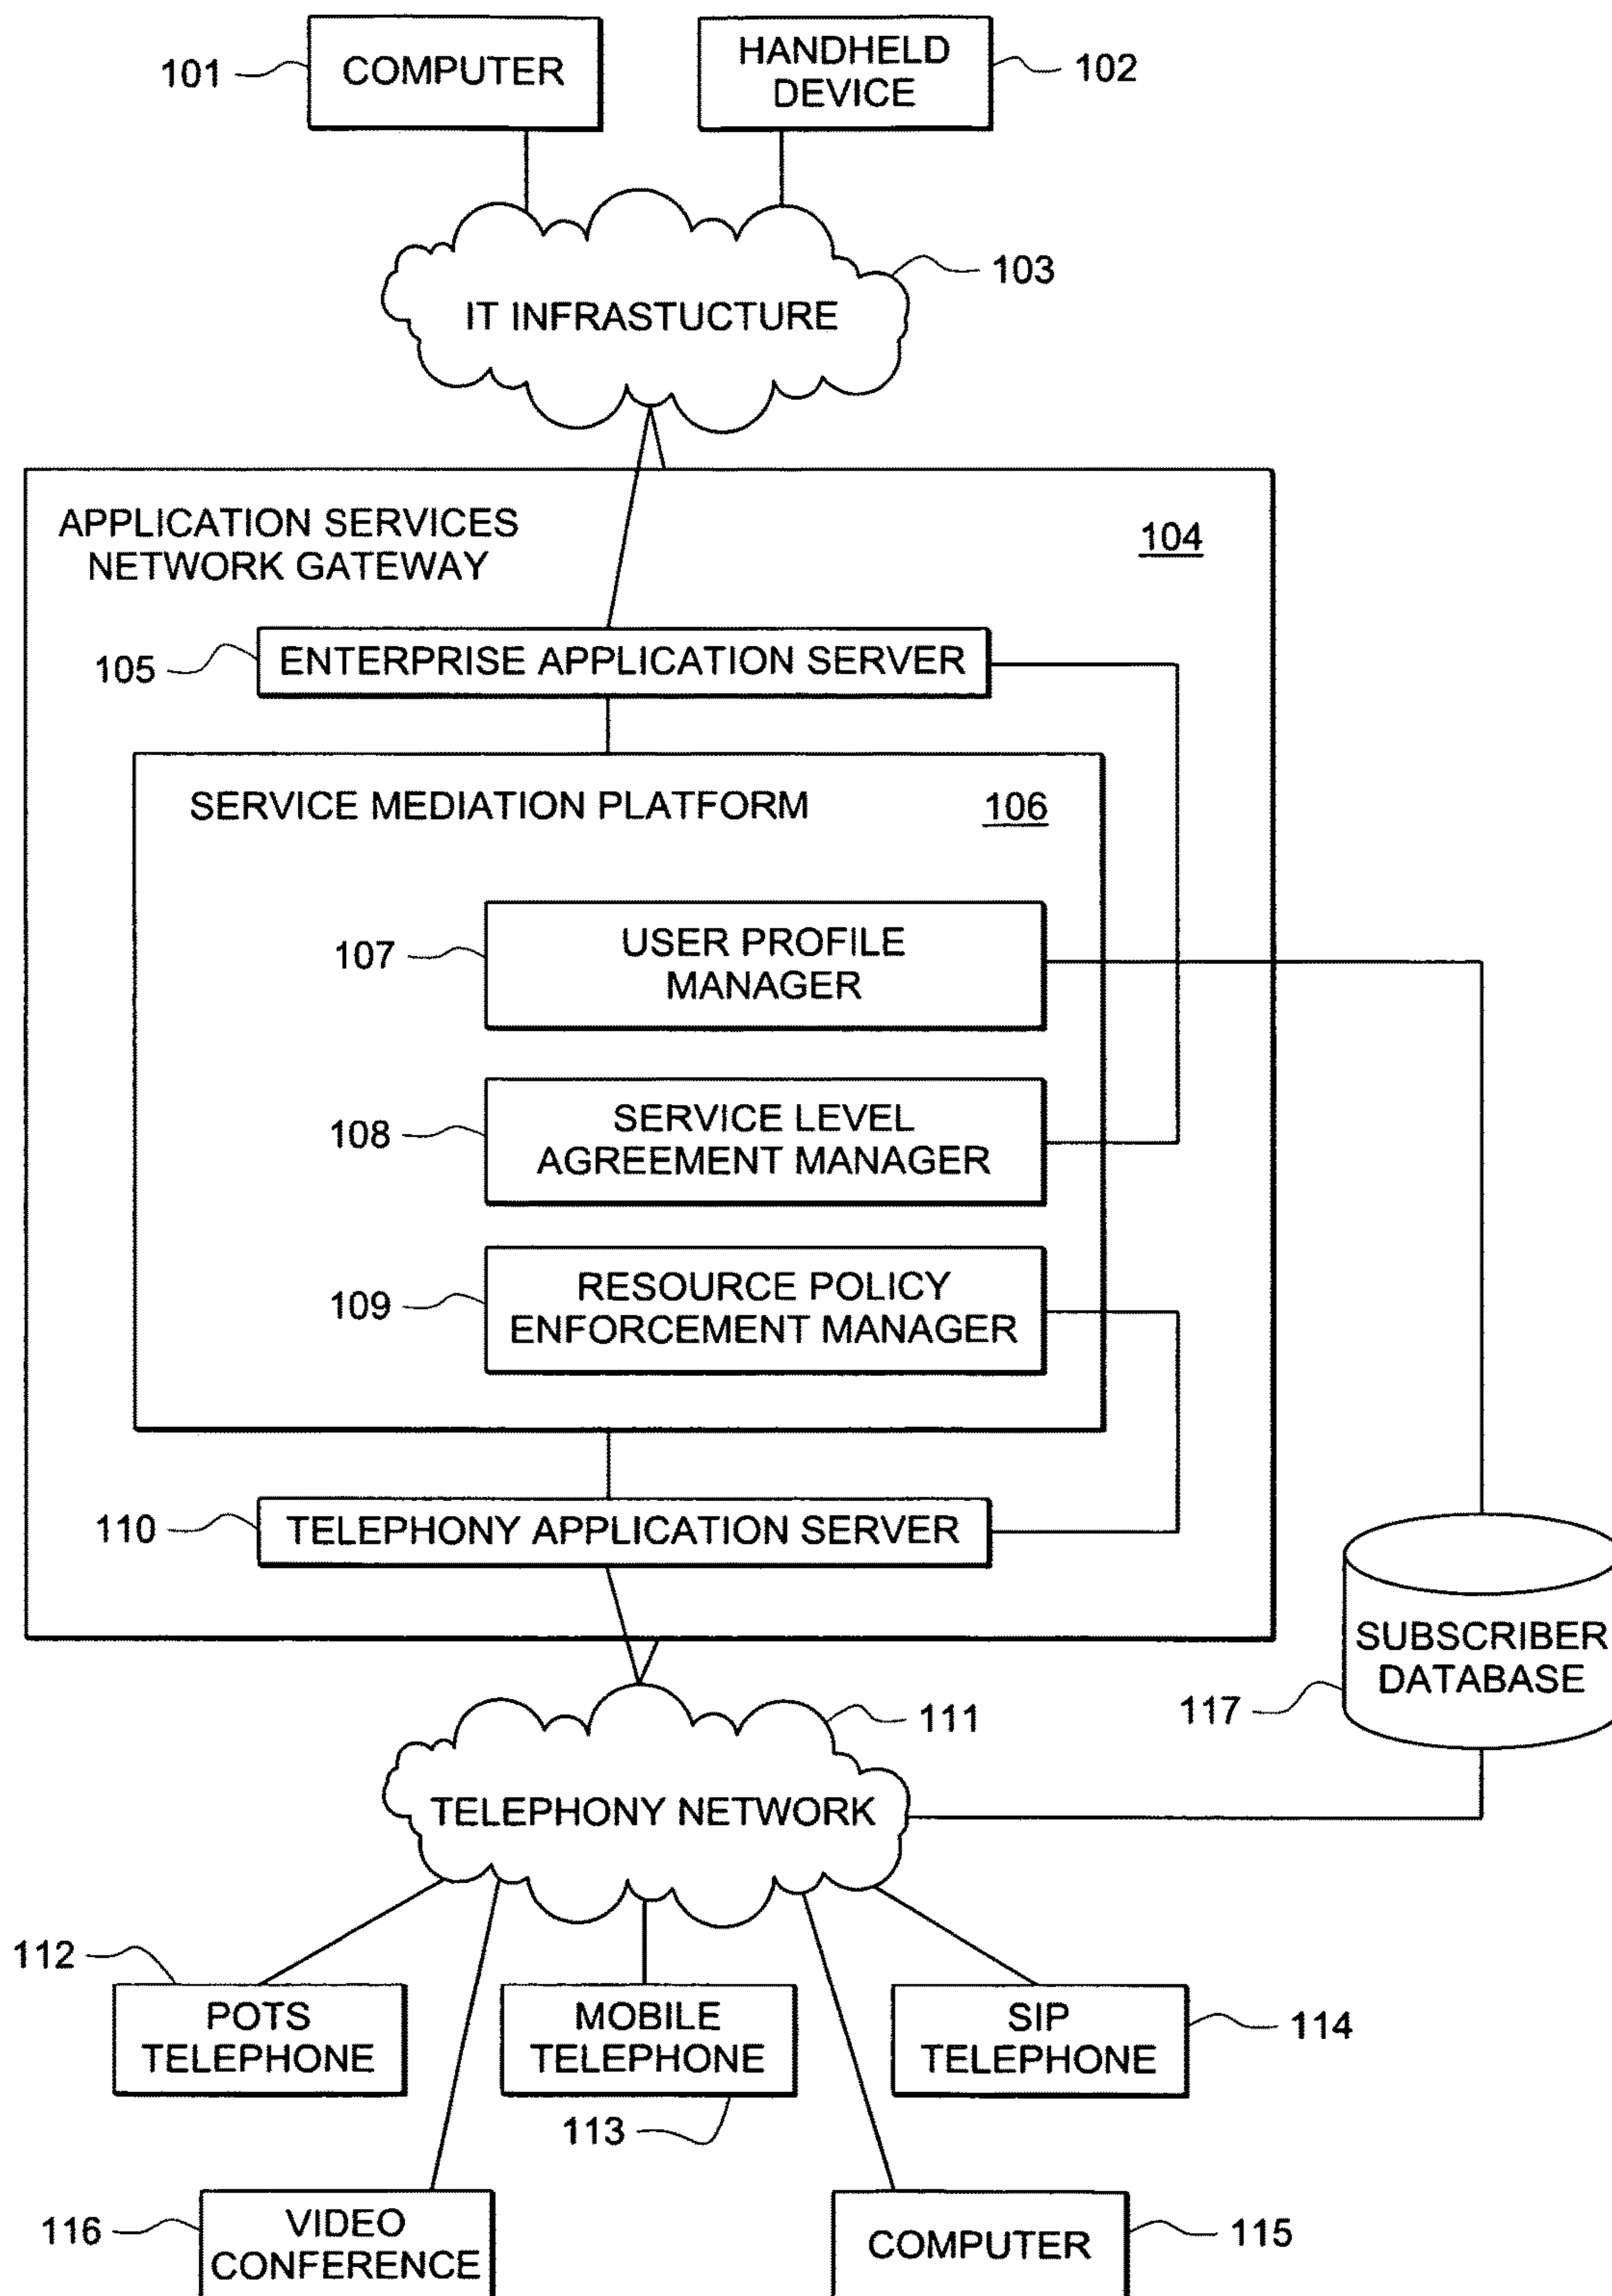 COMPUTER
101
HANDHELD
DEVICE
102
IT INFRASTUCTURE
103
APPLICATION SERVICES
NETWORK GATEWAY
104
105
ENTERPRISE APPLICATION SERVER
SERVICE MEDIATION PLATFORM
106
107
USER PROFILE
MANAGER
108
SERVICE LEVEL
AGREEMENT MANAGER
109
RESOURCE POLICY
ENFORCEMENT MANAGER
110
TELEPHONY APPLICATION SERVER
SUBSCRIBER
DATABASE
117
111
TELEPHONY NETWORK
112
POTS
TELEPHONE
MOBILE
TELEPHONE
113
SIP
TELEPHONE
114
116
VIDEO
CONFERENCE
COMPUTER
115